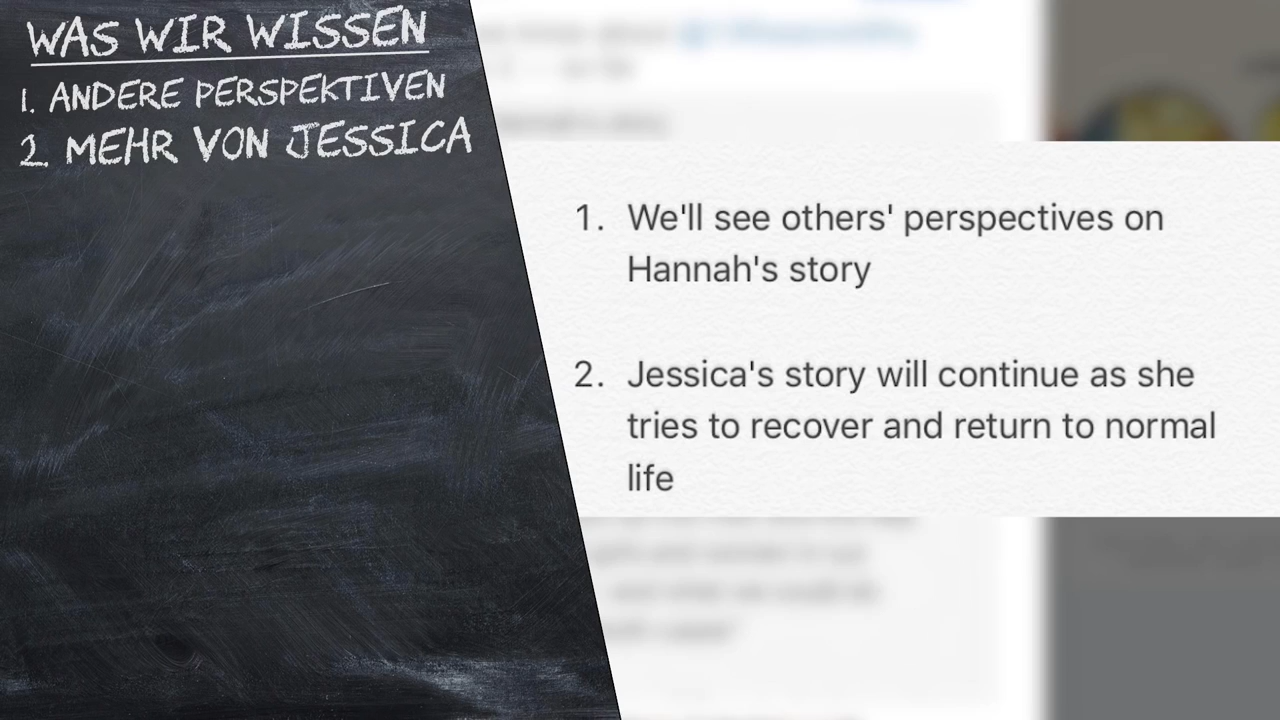 WAS WIR WISSEN
1. ANDERE PERSPEKTIVEN
2. MEHR VON JESSICA
1. We'll see others' perspectives on
Hannah's story
2. Jessica's story will continue as she
tries to recover and return to normal
life